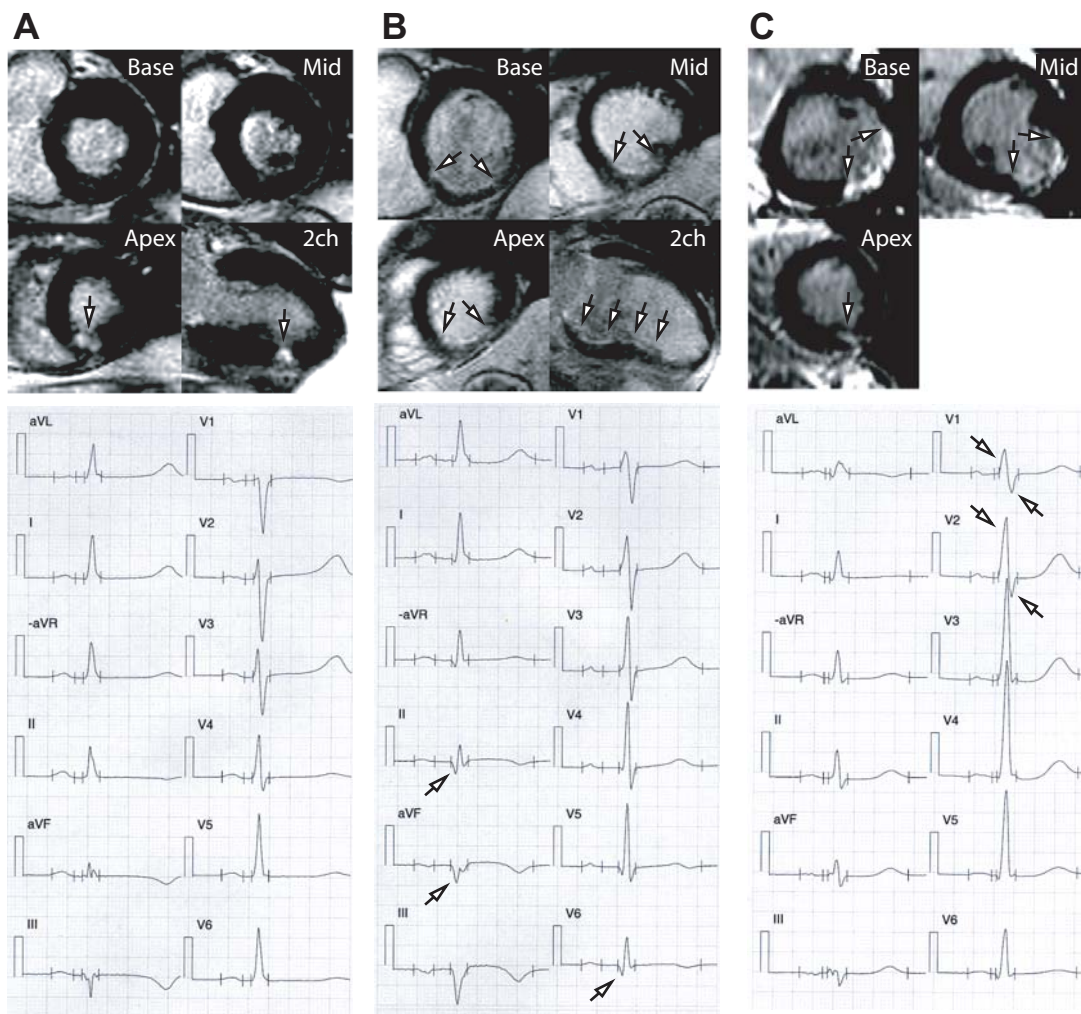 A B C
Base Mid
Apex 2ch
Base Mid
Apex 2ch
Base Mid
Apex
aVL V1
I V2
-aVR V3
II V4
aVF V5
III V6
aVL V1
I V2
-aVR V3
II V4
aVF V5
III V6
aVL V1
I V2
-aVR V3
II V4
aVF V5
III V6